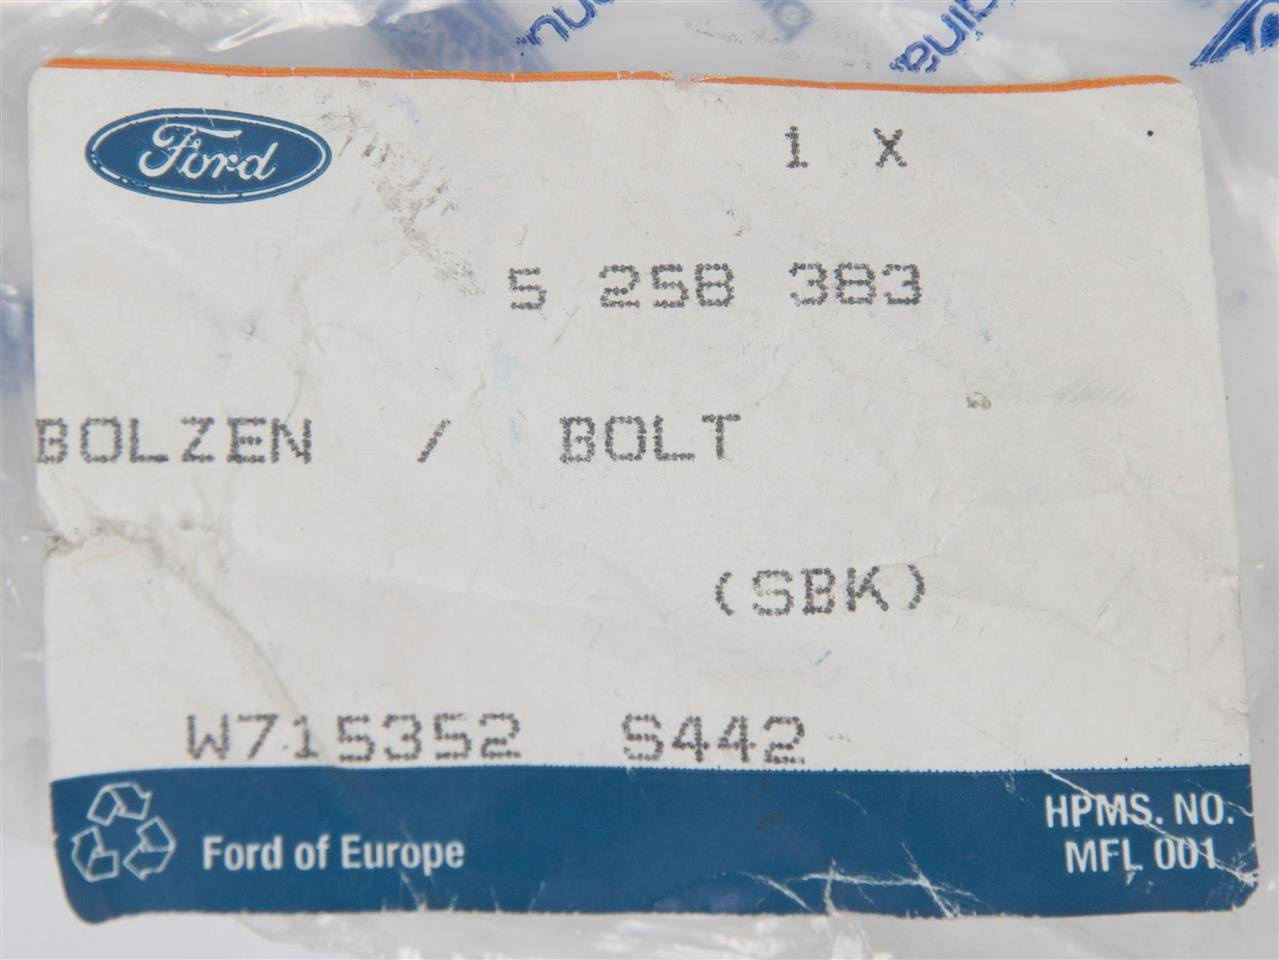 Ford
1 X
5 258 383
BOLZEN / BOLT
(SBK)
W715352 S442
Ford of Europe
HPMS. NO.
MFL 001